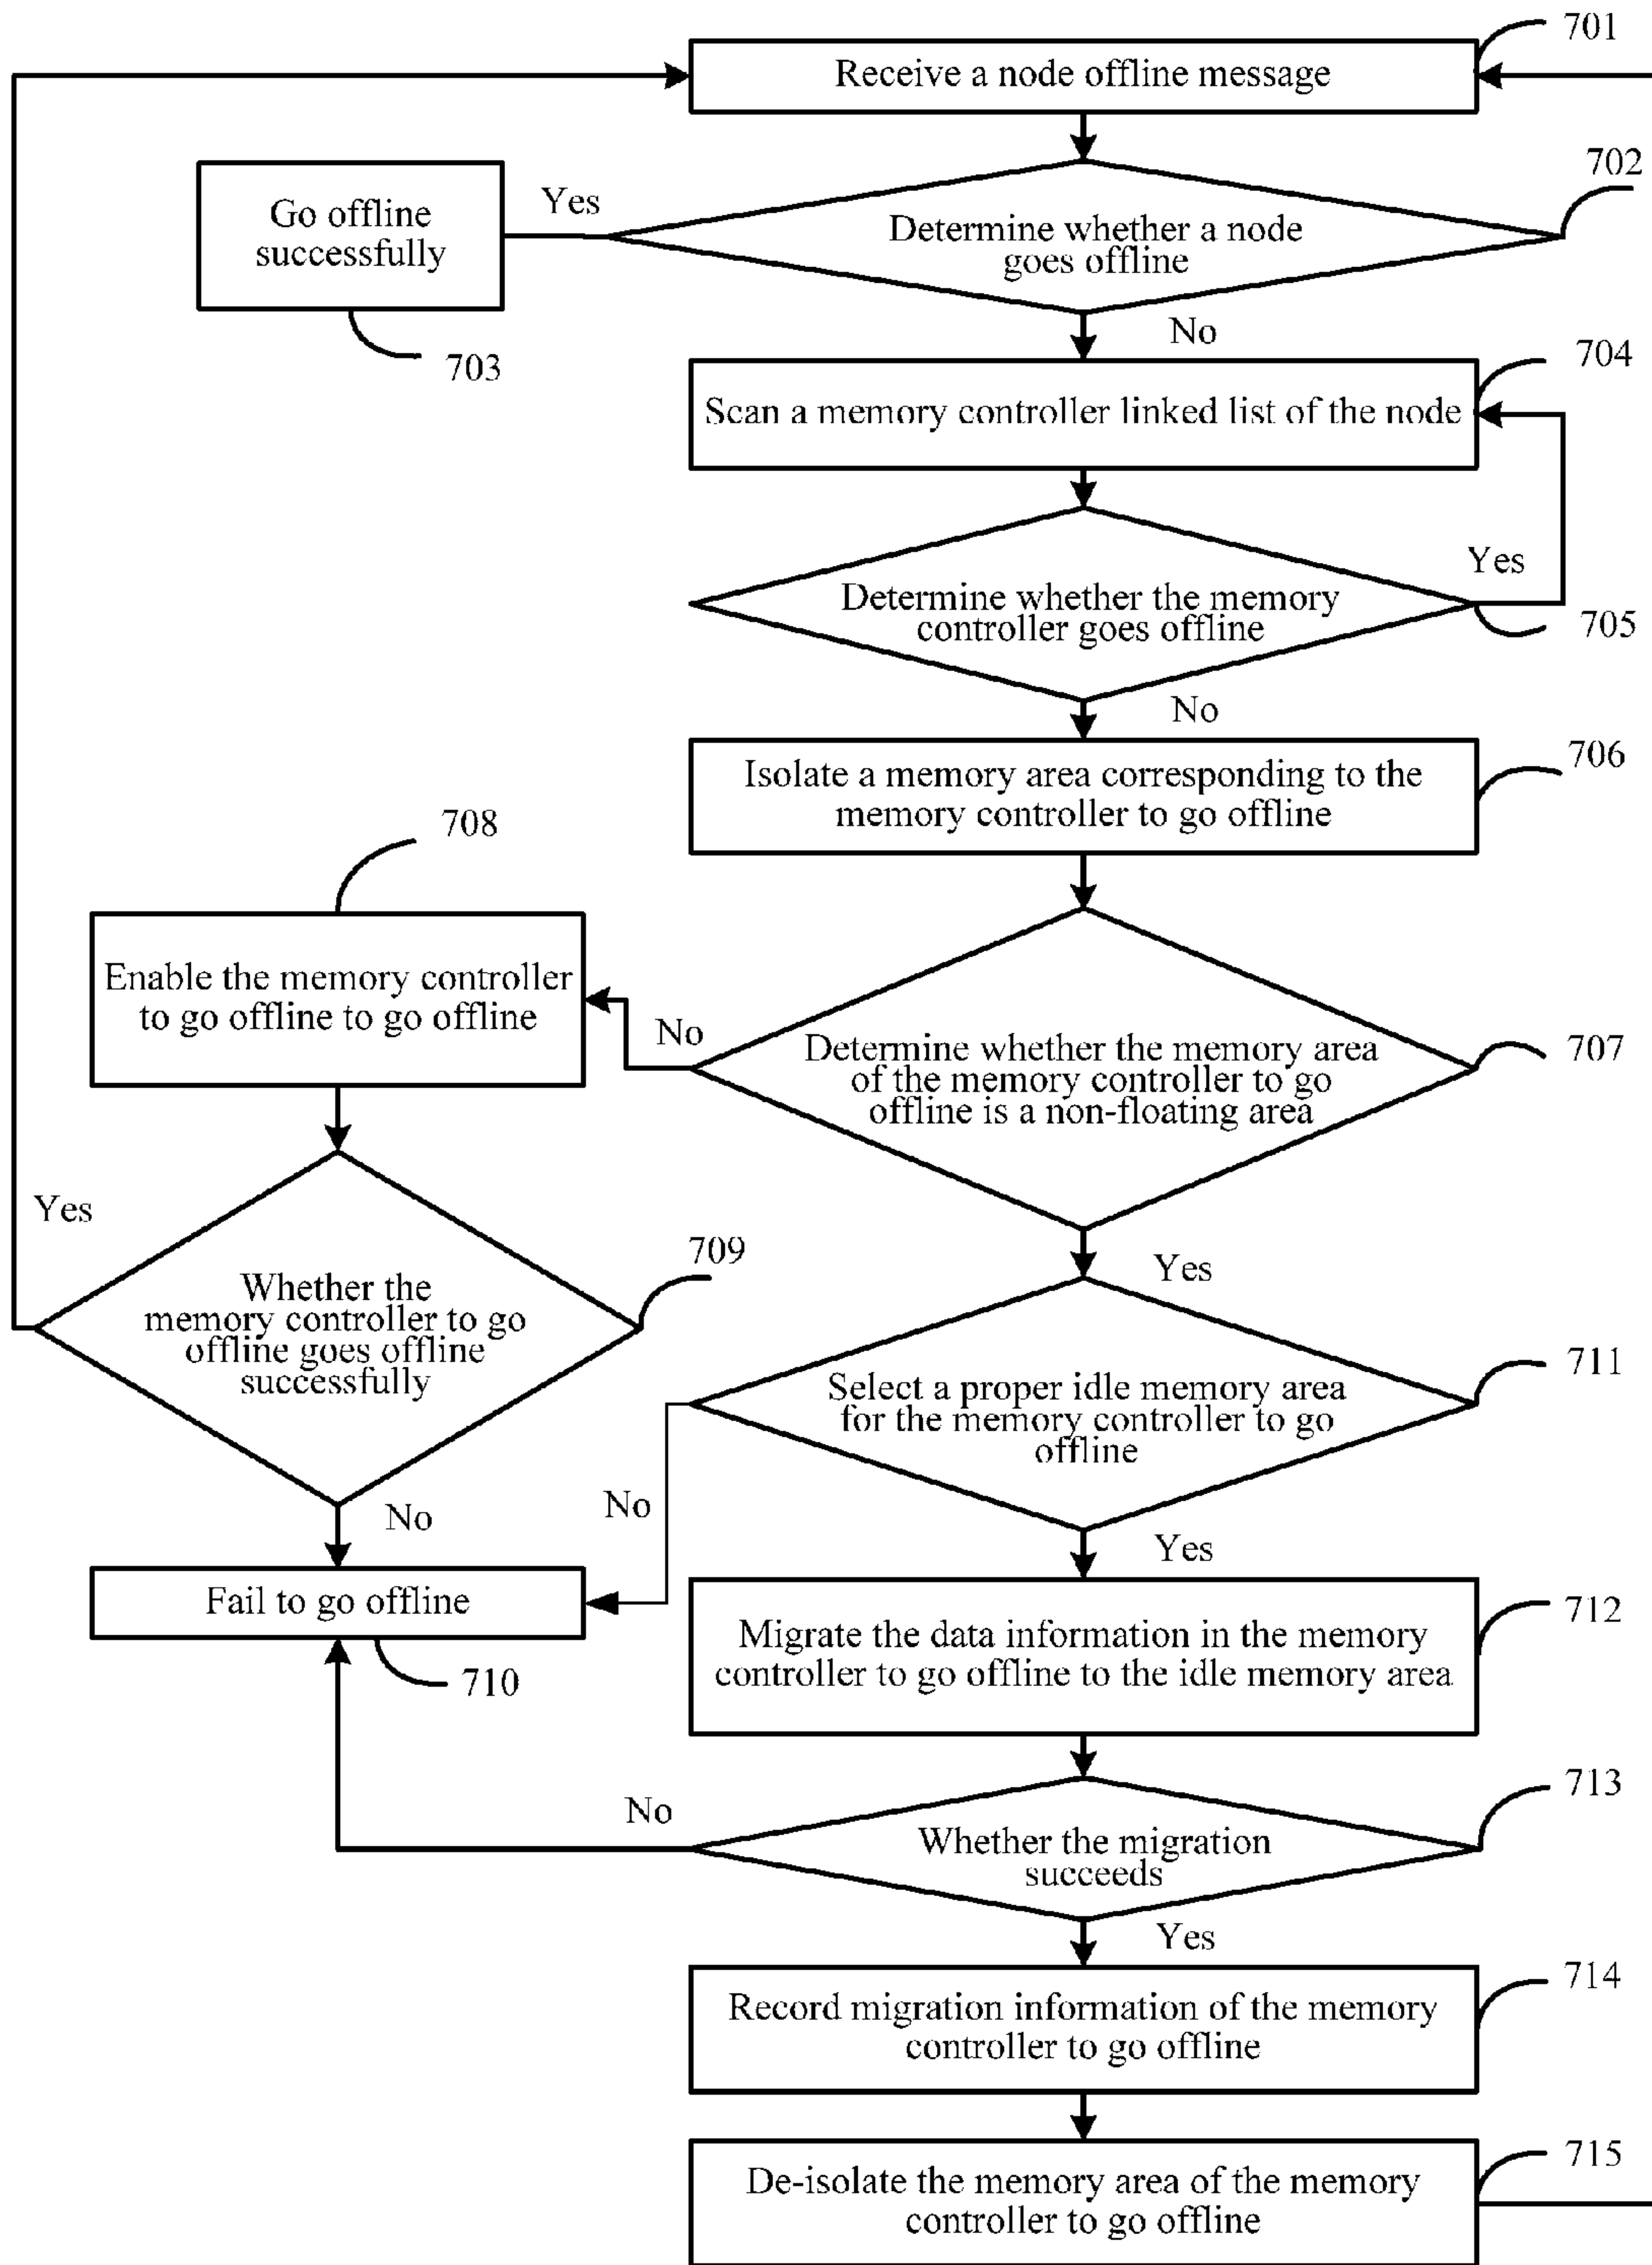 701
Receive a node offline message
702
Yes
Go offline
successfully
Determine whether a node
goes offline
703
No
704
Scan a memory controller linked list of the node
Yes
Determine whether the memory
controller goes offline
705
No
706
Isolate a memory area corresponding to the
memory controller to go offline
708
Enable the memory controller
to go offline to go offline
No
707
Determine whether the memory area
of the memory controller to go
offline is a non-floating area
Yes
709
Yes
Whether the
memory controller to go
offline goes offline
successfully
711
Select a proper idle memory area
for the memory controller to go
offline
No
No
Yes
Fail to go offline
710
712
Migrate the data information in the memory
controller to go offline to the idle memory area
713
No
Whether the migration
succeeds
Yes
714
Record migration information of the memory
controller to go offline
715
De-isolate the memory area of the memory
controller to go offline